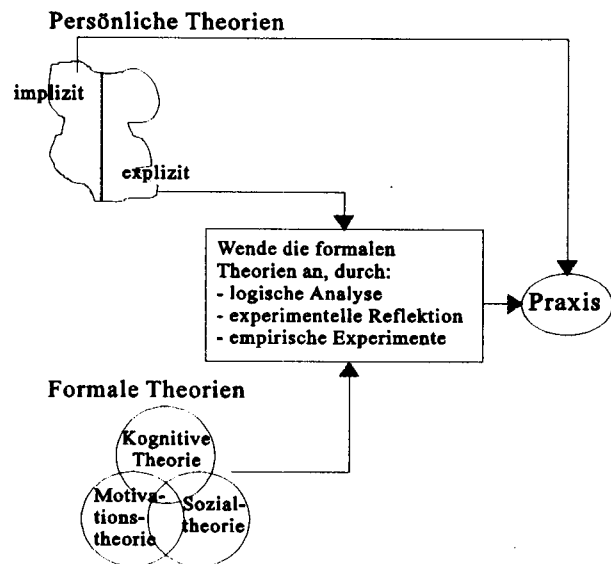 Persönliche Theorien
implizit
explizit
Wende die formalen
Theorien an, durch:
- logische Analyse
- experimentelle Reflektion
- empirische Experimente
Praxis
Formale Theorien
Kognitive
Theorie
Motiva-
tions-
theorie
Sozial-
theorie